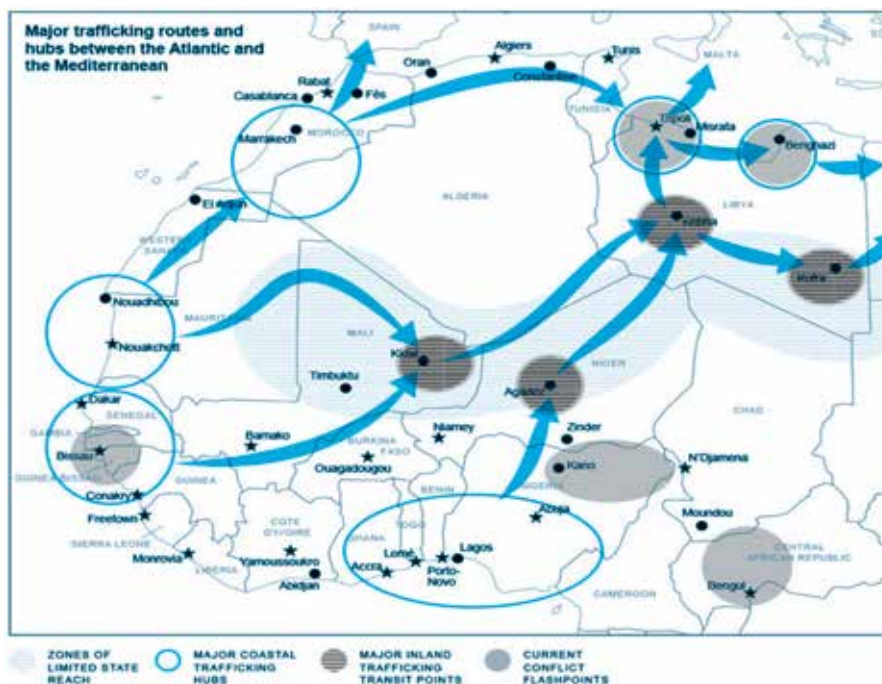 Major trafficking routes and
hubs between the Atlantic and
the Mediterranean
SPAIN
Algiers
Tunis
MALTA
Oran
Constantine
Rabat
Casablanca
Fès
TUNISIA
Tripoli
Misrata
Marrakech
MOROCCO
Benghazi
ALGERIA
LIBYA
WESTERN
SAHARA
Kufra
Nouadhibou
MAURITANIA
Nouakchott
MALI
Kidal
NIGER
Timbuktu
Agadez
Dakar
SENEGAL
CHAD
GAMBIA
Niamey
Zinder
Bissau
Bamako
BURKINA
FASO
Kano
N'Djamena
GUINEA-BISSAU
GUINEA
Ouagadougou
BENIN
NIGERIA
Conakry
Freetown
Abuja
Moundou
SIERRA LEONE
COTE
D'IVOIRE
GHANA
TOGO
Monrovia
LIBERIA
Yamoussoukro
Lomé
Lagos
CENTRAL
AFRICAN REPUBLIC
Abidjan
Accra
Porto-
Novo
CAMEROON
Bengui
ZONES OF
LIMITED STATE
REACH
MAJOR COASTAL
TRAFFICKING
HUBS
MAJOR INLAND
TRAFFICKING
TRANSIT POINTS
CURRENT
CONFLICT
FLASHPOINTS